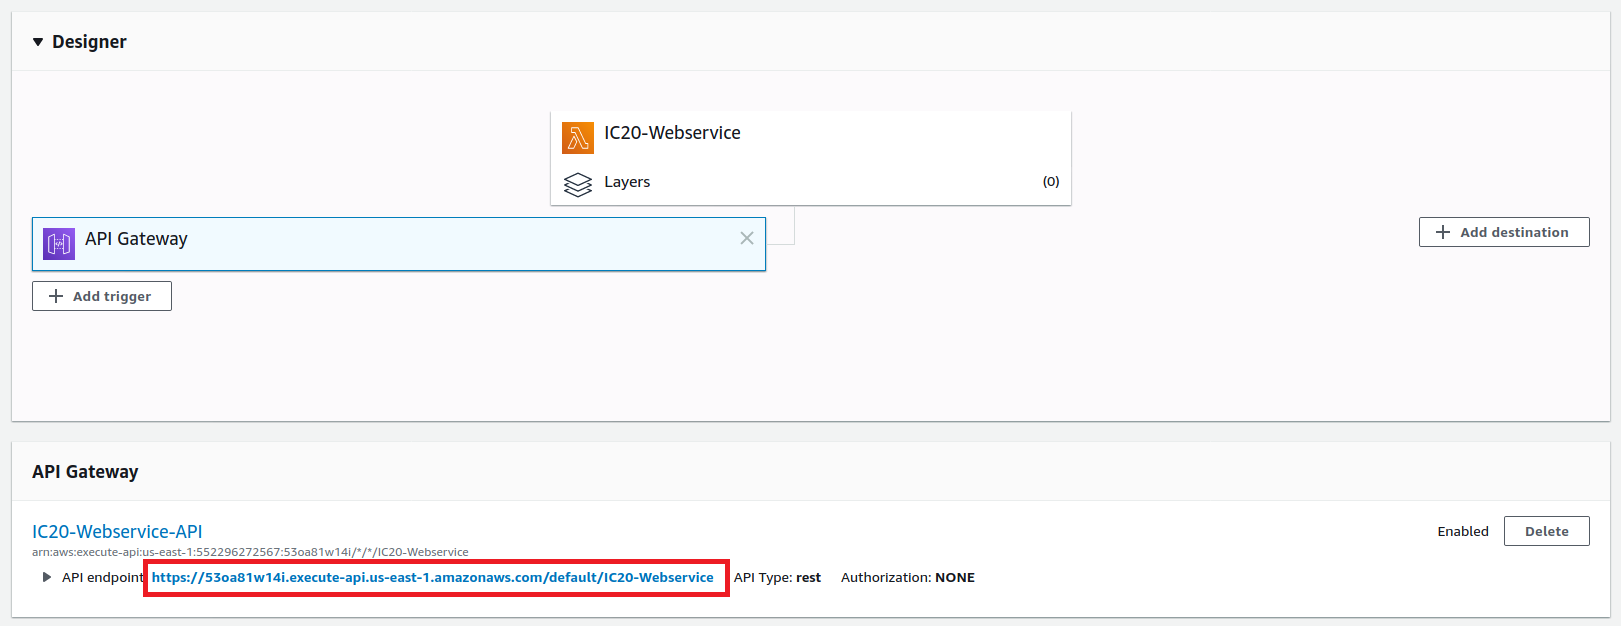 Designer
IC20-Webservice
Layers (0)
API Gateway
Add destination
Add trigger
API Gateway
IC20-Webservice-API
Enabled Delete
arn:aws:execute-api:us-east-1:552296272567:53oa81w14i/*/*/IC20-Webservice
API endpoint https://53oa81w14i.execute-api.us-east-1.amazonaws.com/default/IC20-Webservice API Type: rest Authorization: NONE